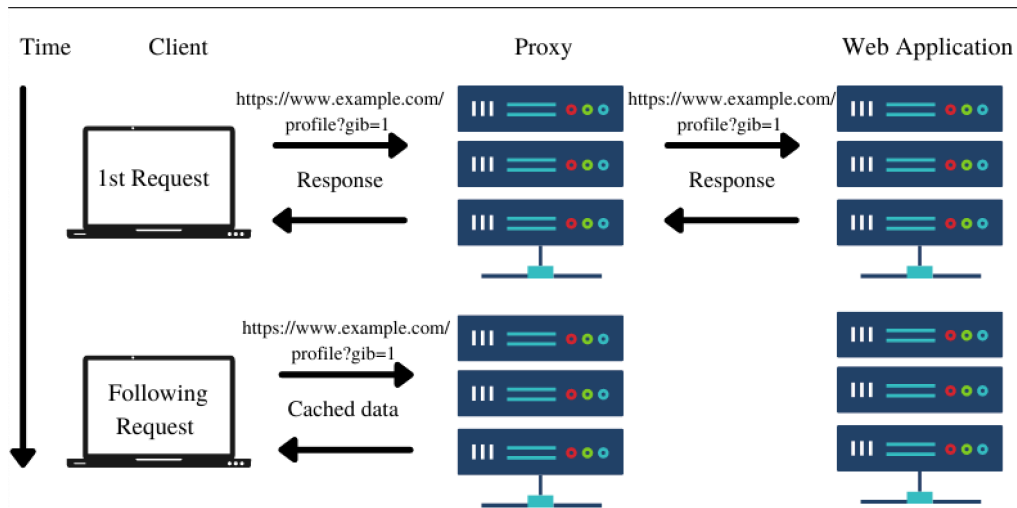 Time
Client
Proxy
Web Application
https://www.example.com/
profile?gib=1
https://www.example.com/
profile?gib=1
1st Request
Response
Response
https://www.example.com/
profile?gib=1
Following
Request
Cached data